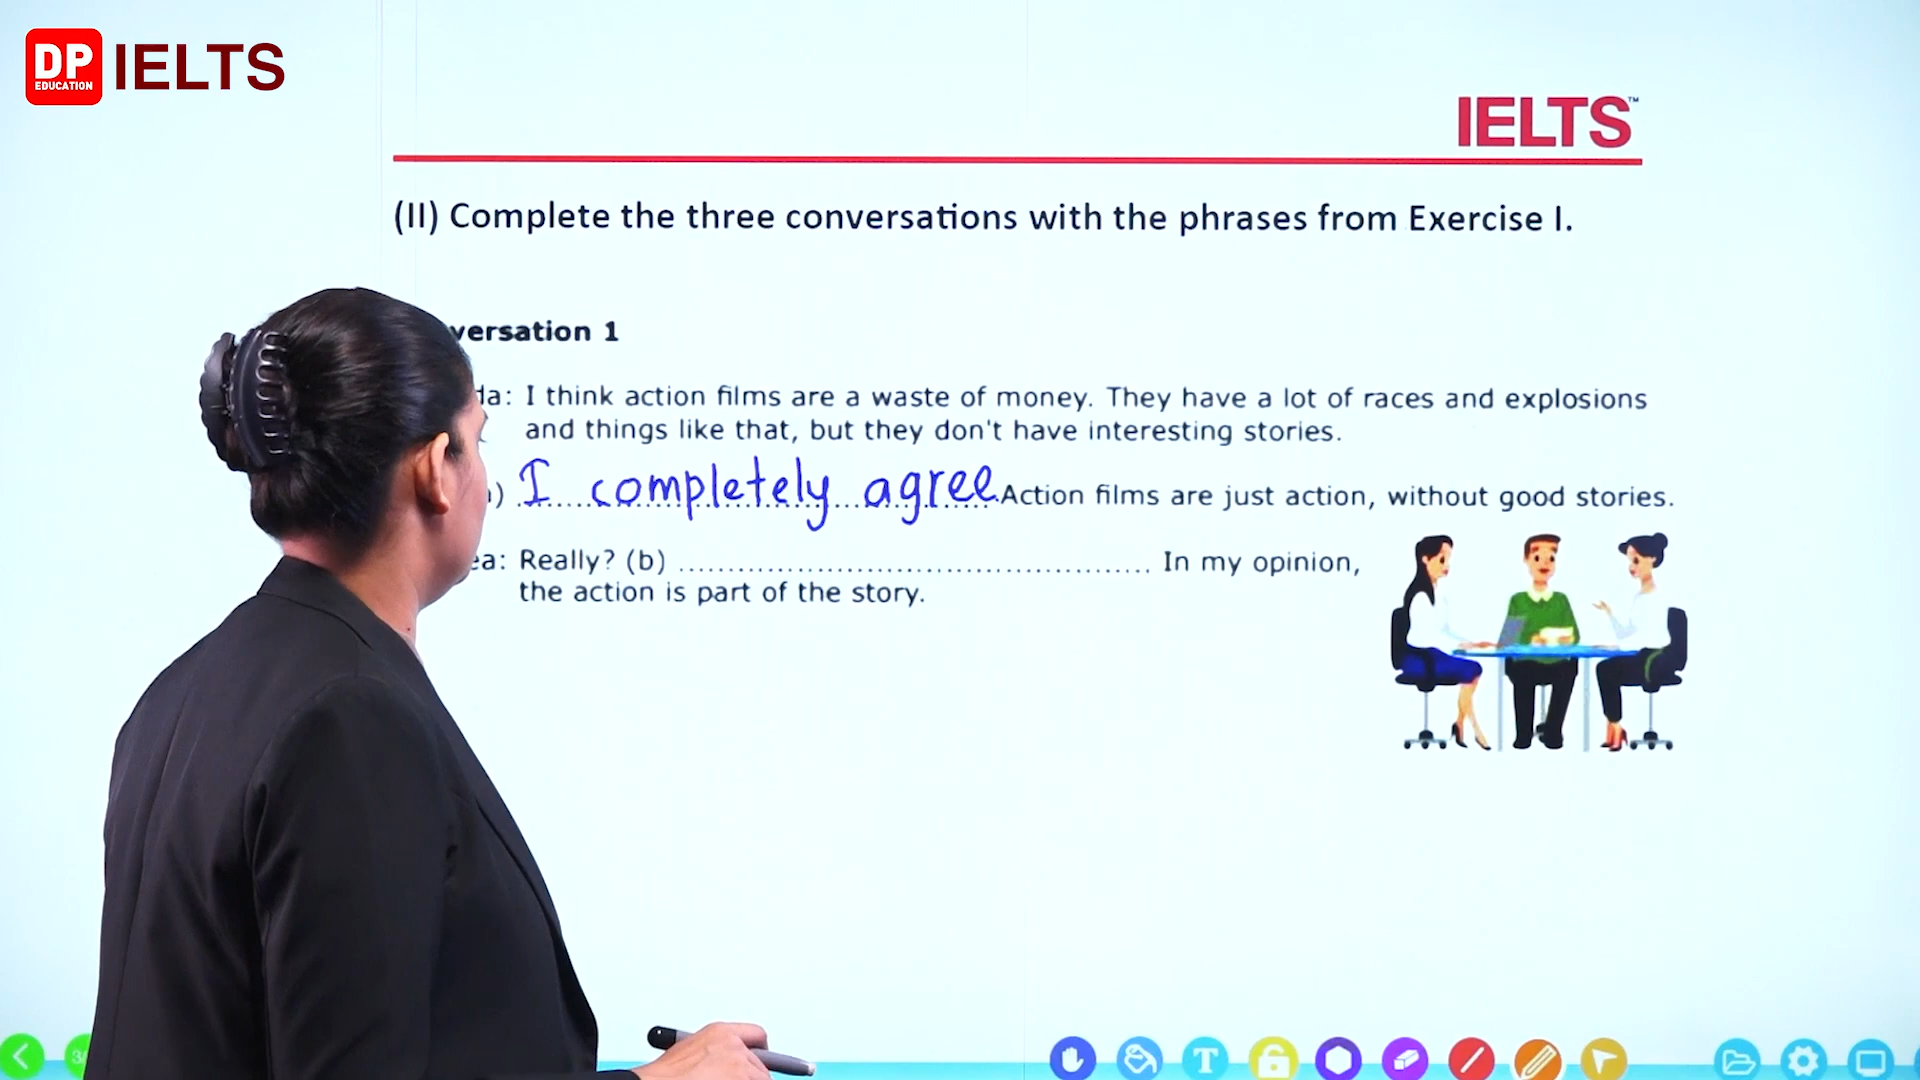 DP
EDUCATION
IELTS
IELTS™
(II) Complete the three conversations with the phrases from Exercise I.
versation 1
da: I think action films are a waste of money. They have a lot of races and explosions
and things like that, but they don't have interesting stories.
) I completely agree. Action films are just action, without good stories.
ea: Really? (b) ................................................ In my opinion,
the action is part of the story.
T